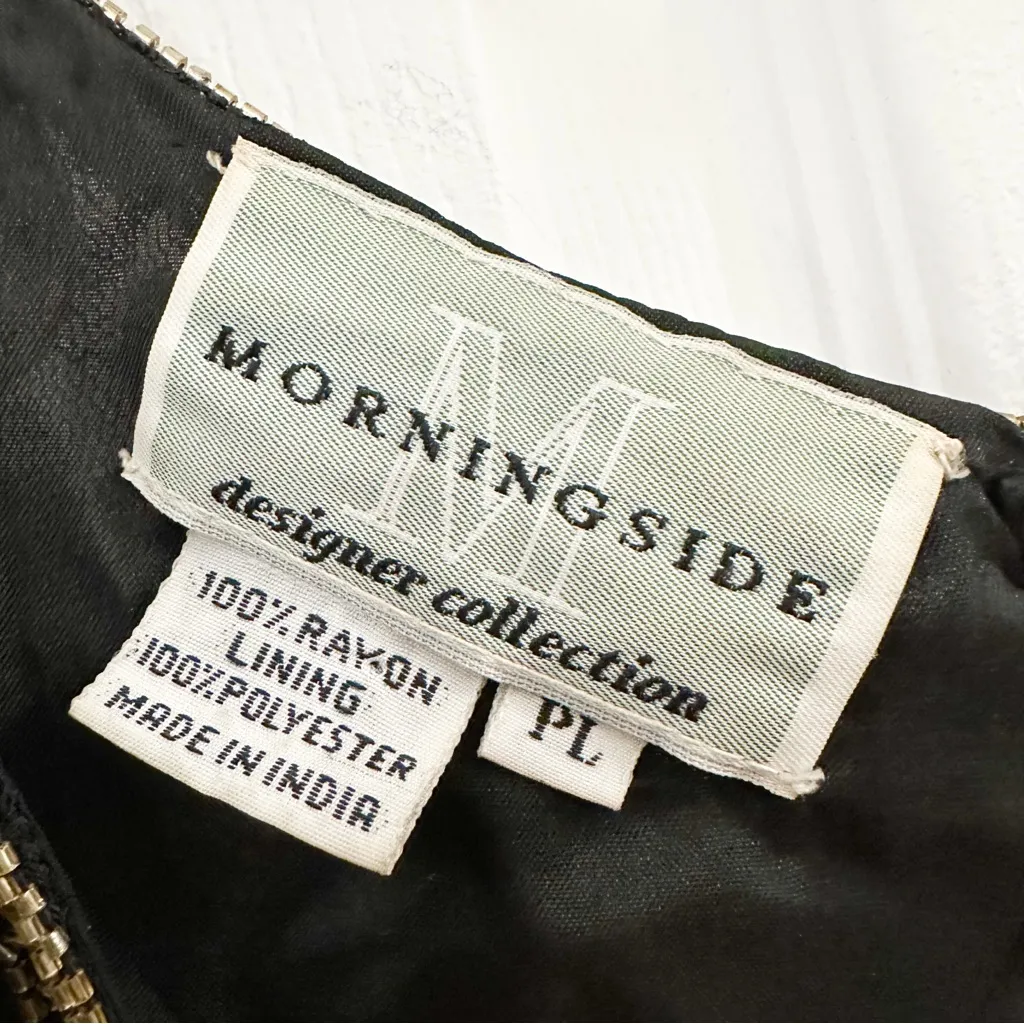 M
MORNINGSIDE
designer collection
100% RAYON
LINING
100% POLYESTER
MADE IN INDIA
PL